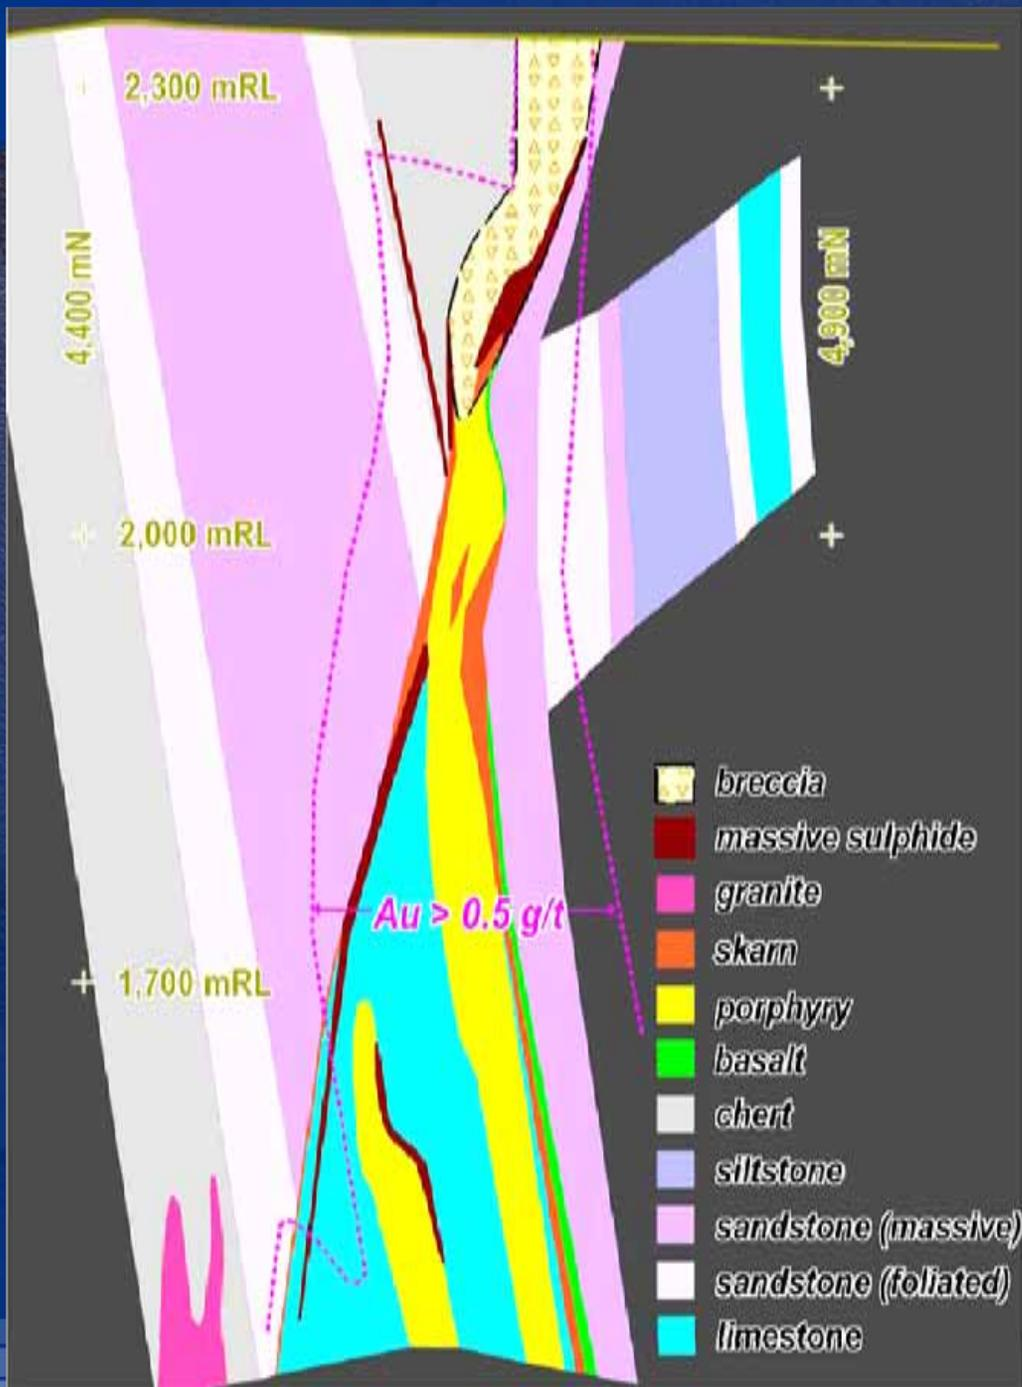 2,300 mRL
4,400 mN
4,900 mN
2,000 mRL
Au > 0.5 g/t
1,700 mRL
breccia
massive sulphide
granite
skarn
porphyry
basalt
chert
siltstone
sandstone (massive)
sandstone (foliated)
limestone